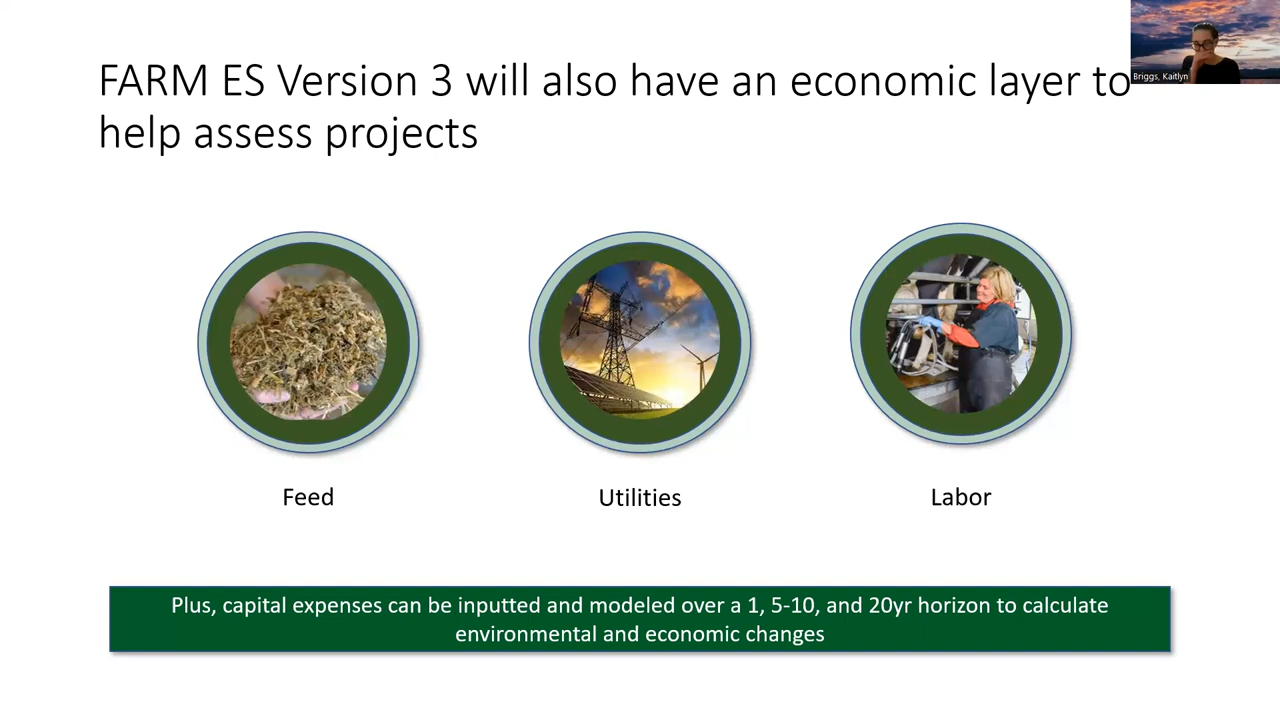 FARM ES Version 3 will also have an economic layer to
help assess projects
Briggs, Kaitlyn
Feed
Utilities
Labor
Plus, capital expenses can be inputted and modeled over a 1, 5-10, and 20yr horizon to calculate
environmental and economic changes